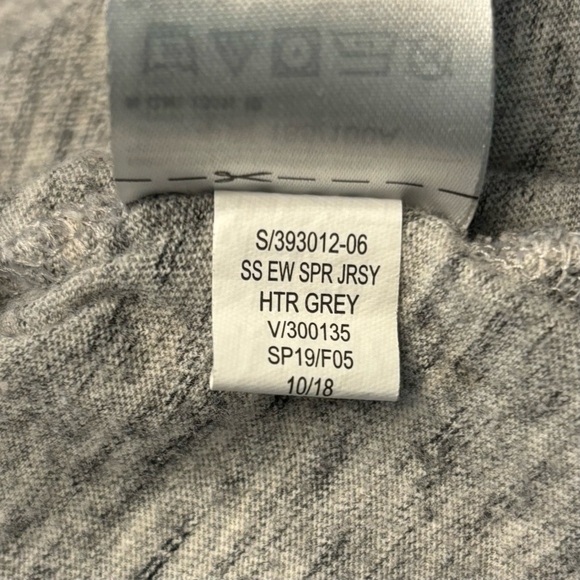 S/393012-06
SS EW SPR JRSY
HTR GREY
V/300135
SP19/F05
10/18